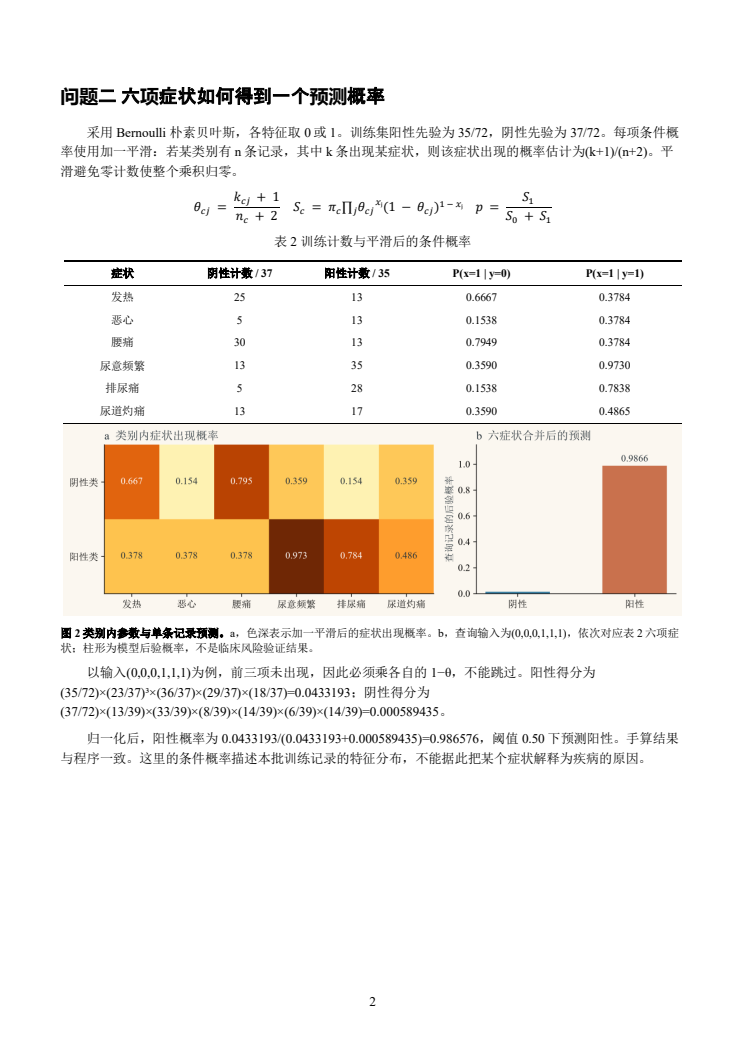 问题二 六项症状如何得到一个预测概率
采用 Bernoulli 朴素贝叶斯，各特征取 0 或 1。训练集阳性先验为 35/72，阴性先验为 37/72。每项条件概
率使用加一平滑：若某类别有 n 条记录，其中 k 条出现某症状，则该症状出现的概率估计为(k+1)/(n+2)。平
滑避免零计数使整个乘积归零。
θcj = (kcj + 1)/(nc + 2)  Sc = πc∏jθcj^xj(1 − θcj)^(1−xj)  p = S1/(S0 + S1)
表 2 训练计数与平滑后的条件概率
症状 阴性计数 / 37 阳性计数 / 35 P(x=1 | y=0) P(x=1 | y=1)
发热 25 13 0.6667 0.3784
恶心 5 13 0.1538 0.3784
腰痛 30 13 0.7949 0.3784
尿意频繁 13 35 0.3590 0.9730
排尿痛 5 28 0.1538 0.7838
尿道灼痛 13 17 0.3590 0.4865
a 类别内症状出现概率
阴性类 0.667 0.154 0.795 0.359 0.154 0.359
阳性类 0.378 0.378 0.378 0.973 0.784 0.486
发热 恶心 腰痛 尿意频繁 排尿痛 尿道灼痛
b 六症状合并后的预测
查询记录的后验概率
1.0
0.8
0.6
0.4
0.2
0.0
0.9866
阴性 阳性
图 2 类别内参数与单条记录预测。a，色深表示加一平滑后的症状出现概率。b，查询输入为(0,0,0,1,1,1)，依次对应表 2 六项症
状；柱形为模型后验概率，不是临床风险验证结果。
以输入(0,0,0,1,1,1)为例，前三项未出现，因此必须乘各自的 1−θ，不能跳过。阳性得分为
(35/72)×(23/37)³×(36/37)×(29/37)×(18/37)=0.0433193；阴性得分为
(37/72)×(13/39)×(33/39)×(8/39)×(14/39)×(6/39)×(14/39)=0.000589435。
归一化后，阳性概率为 0.0433193/(0.0433193+0.000589435)=0.986576，阈值 0.50 下预测阳性。手算结果
与程序一致。这里的条件概率描述本批训练记录的特征分布，不能据此把某个症状解释为疾病的原因。
2